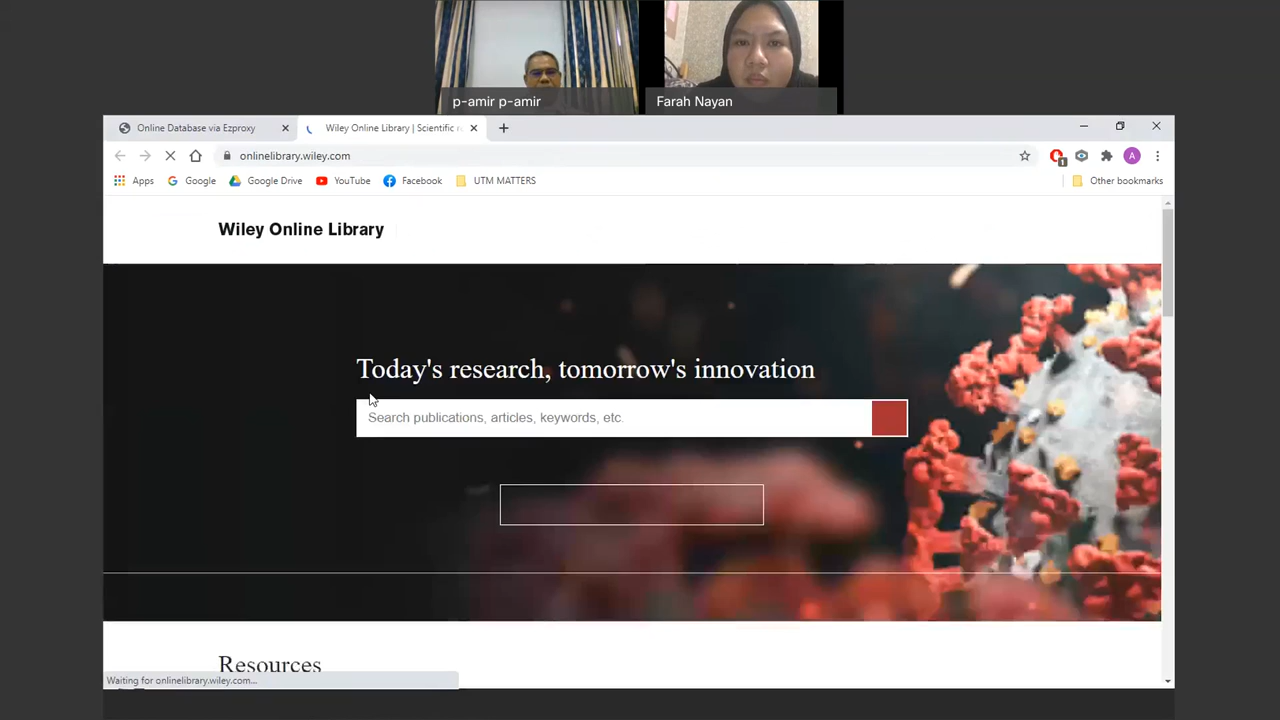 p-amir p-amir
Farah Nayan
Online Database via Ezproxy
Wiley Online Library | Scientific r
onlinelibrary.wiley.com
1
A
Apps
Google
Google Drive
YouTube
Facebook
UTM MATTERS
Other bookmarks
Wiley Online Library
Today's research, tomorrow's innovation
Search publications, articles, keywords, etc.
Resources
Waiting for onlinelibrary.wiley.com...